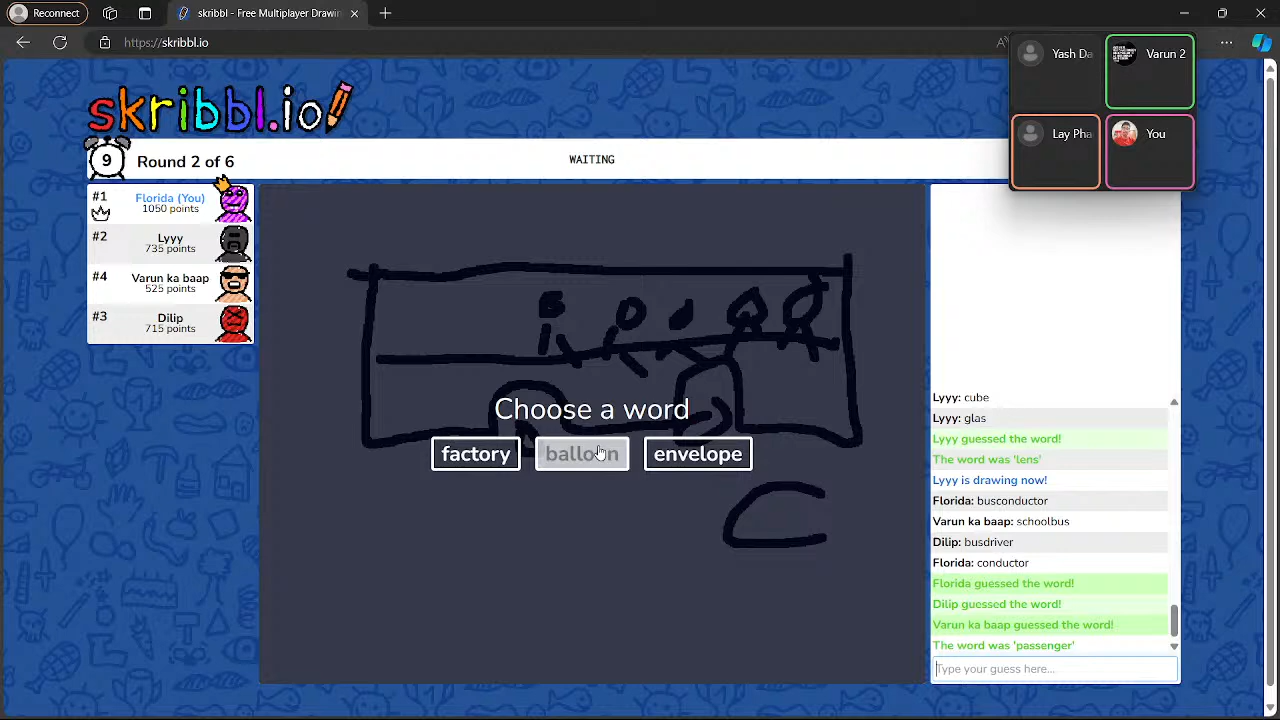 Reconnect
skribbl - Free Multiplayer Drawin
https://skribbl.io
Yash Da
Varun 2
Lay Pha
You
skribbl.io
9
Round 2 of 6
WAITING
#1
Florida (You)
1050 points
#2
Lyyy
735 points
#4
Varun ka baap
525 points
#3
Dilip
715 points
Choose a word
factory
balloon
envelope
Lyyy: cube
Lyyy: glas
Lyyy guessed the word!
The word was 'lens'
Lyyy is drawing now!
Florida: busconductor
Varun ka baap: schoolbus
Dilip: busdriver
Florida: conductor
Florida guessed the word!
Dilip guessed the word!
Varun ka baap guessed the word!
The word was 'passenger'
Type your guess here...